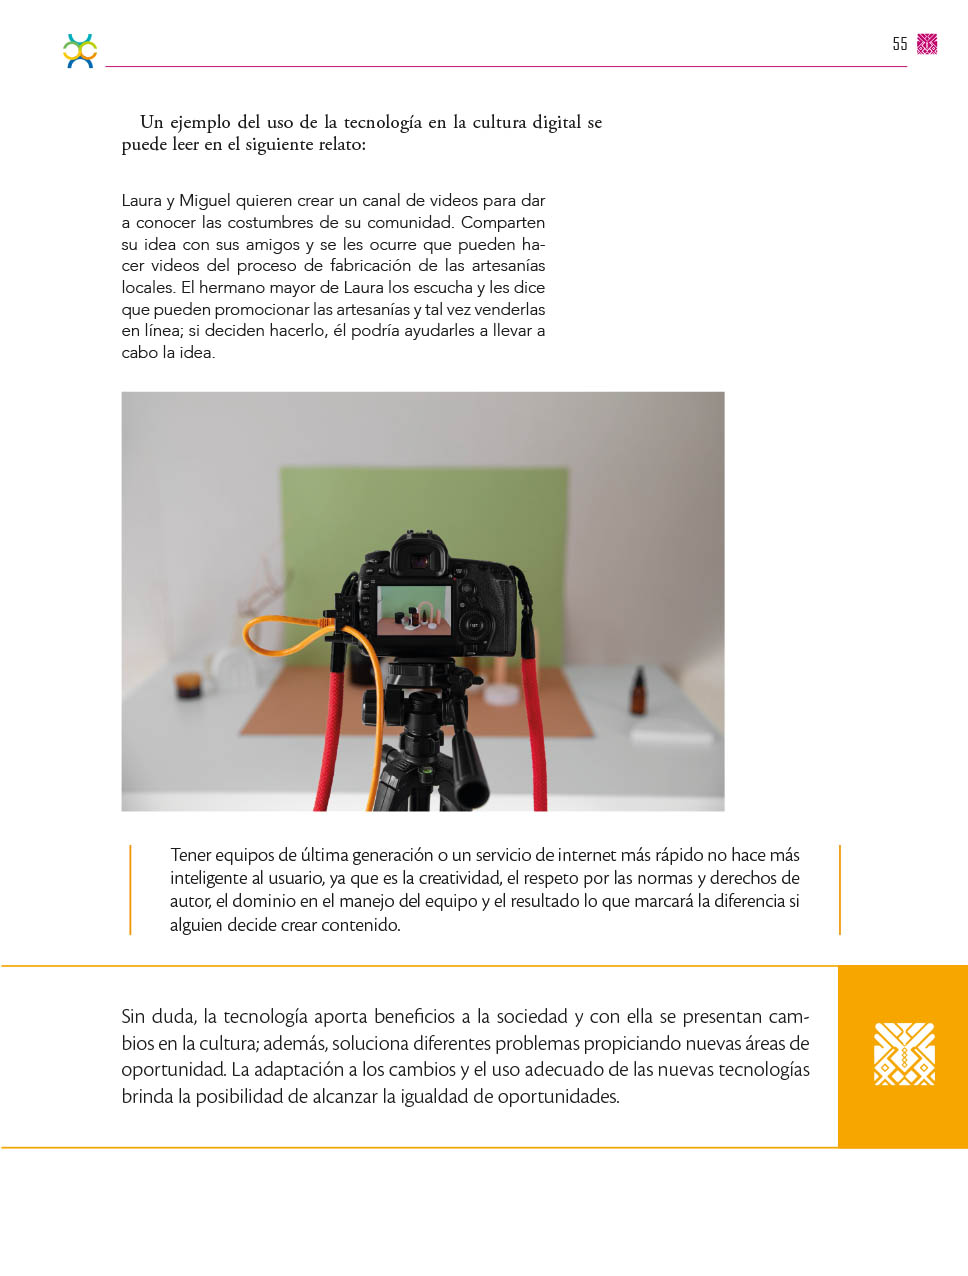 55
Un ejemplo del uso de la tecnología en la cultura digital se
puede leer en el siguiente relato:
Laura y Miguel quieren crear un canal de videos para dar
a conocer las costumbres de su comunidad. Comparten
su idea con sus amigos y se les ocurre que pueden ha-
cer videos del proceso de fabricación de las artesanías
locales. El hermano mayor de Laura los escucha y les dice
que pueden promocionar las artesanías y tal vez venderlas
en línea; si deciden hacerlo, él podría ayudarles a llevar a
cabo la idea.
Tener equipos de última generación o un servicio de internet más rápido no hace más
inteligente al usuario, ya que es la creatividad, el respeto por las normas y derechos de
autor, el dominio en el manejo del equipo y el resultado lo que marcará la diferencia si
alguien decide crear contenido.
Sin duda, la tecnología aporta beneficios a la sociedad y con ella se presentan cam-
bios en la cultura; además, soluciona diferentes problemas propiciando nuevas áreas de
oportunidad. La adaptación a los cambios y el uso adecuado de las nuevas tecnologías
brinda la posibilidad de alcanzar la igualdad de oportunidades.